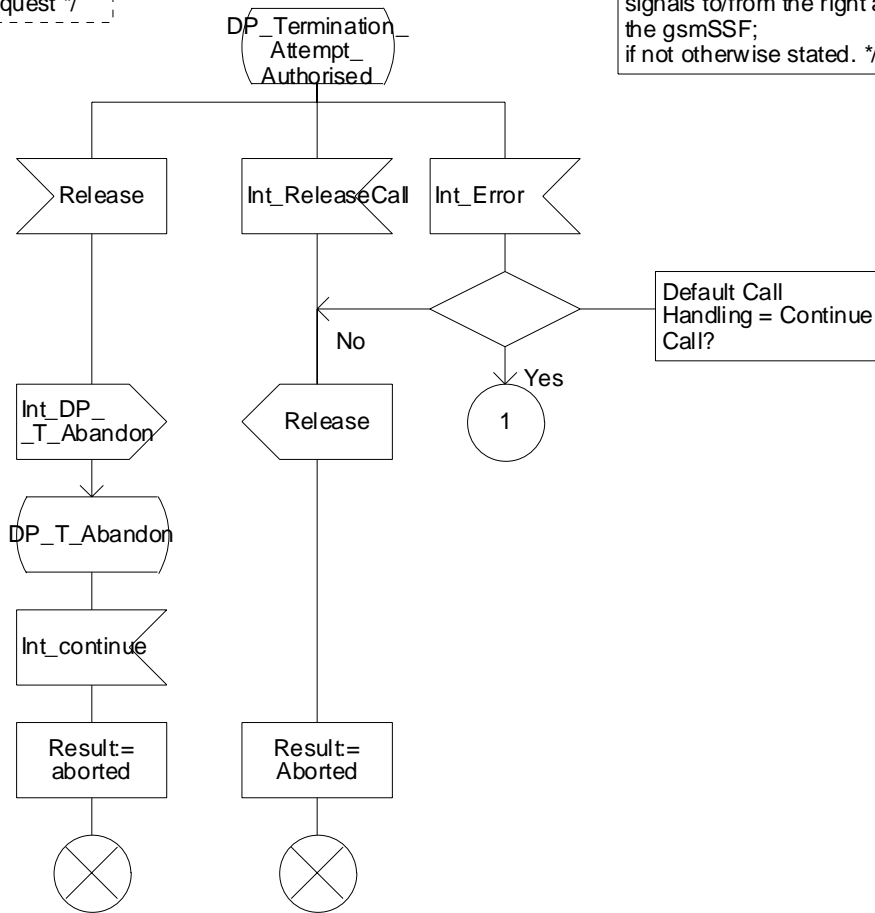 quest */
signals to/from the right a
the gsmSSF;
if not otherwise stated. */
DP_Termination_
Attempt_
Authorised
Release
Int_ReleaseCall
Int_Error
Default Call
Handling = Continue
Call?
No
Yes
Int_DP_
_T_Abandon
Release
1
DP_T_Abandon
Int_continue
Result:=
aborted
Result:=
Aborted